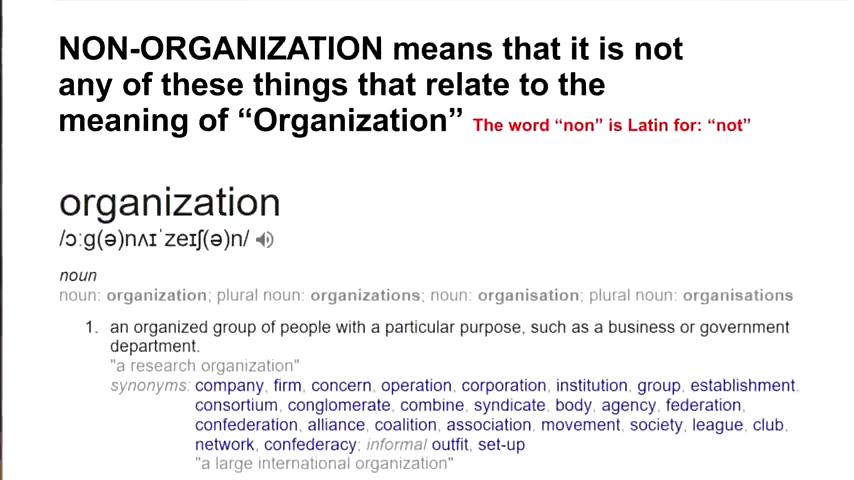 NON-ORGANIZATION means that it is not
any of these things that relate to the
meaning of “Organization” The word “non” is Latin for: “not”
organization
/ɔːɡ(ə)nʌɪˈzeɪʃ(ə)n/
noun
noun: organization; plural noun: organizations; noun: organisation; plural noun: organisations
1. an organized group of people with a particular purpose, such as a business or government
department.
"a research organization"
synonyms: company, firm, concern, operation, corporation, institution, group, establishment,
consortium, conglomerate, combine, syndicate, body, agency, federation,
confederation, alliance, coalition, association, movement, society, league, club,
network, confederacy; informal outfit, set-up
"a large international organization"